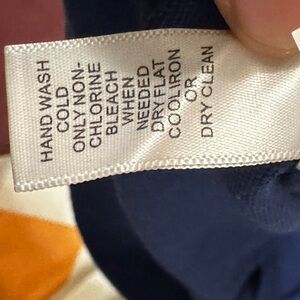 HAND WASH
COLD
ONLY NON-
CHLORINE
BLEACH
WHEN
NEEDED
DRY FLAT
COOL IRON
OR
DRY CLEAN